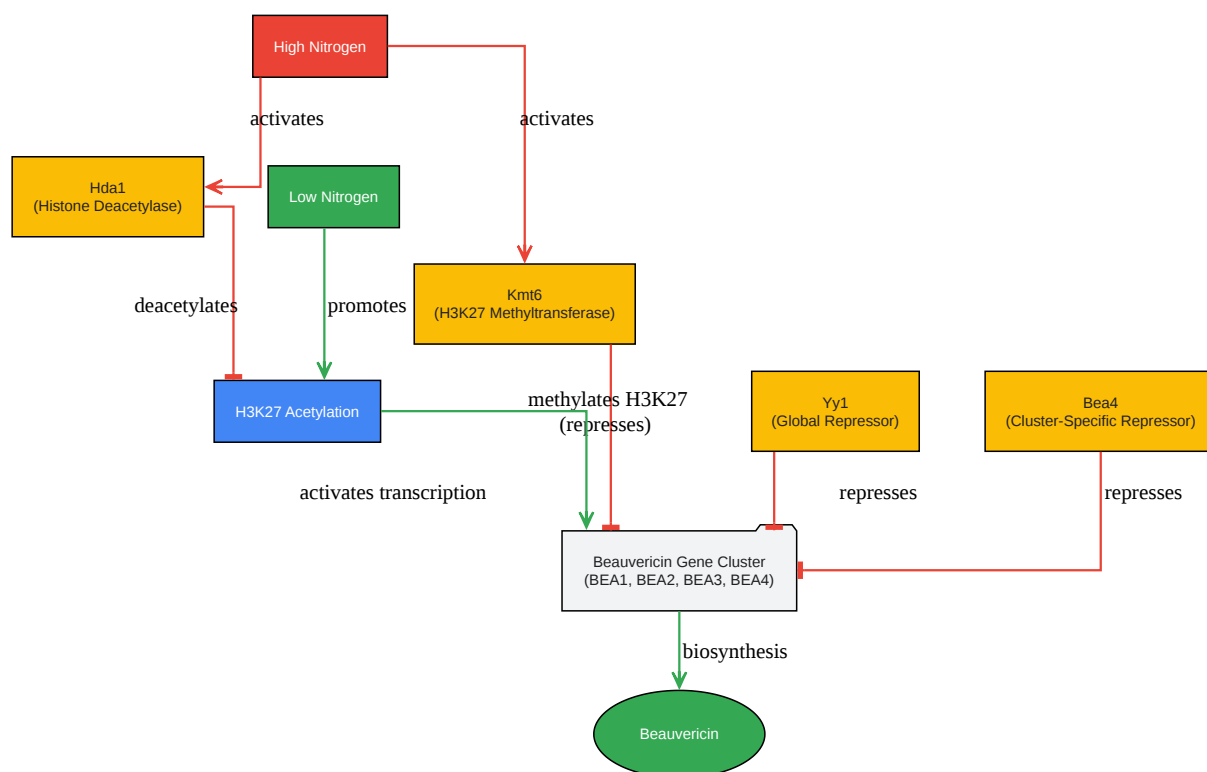 High Nitrogen
activates
activates
Hda1
(Histone Deacetylase)
Low Nitrogen
deacetylates
promotes
Kmt6
(H3K27 Methyltransferase)
H3K27 Acetylation
methylates H3K27
(represses)
Yy1
(Global Repressor)
Bea4
(Cluster-Specific Repressor)
activates transcription
represses
represses
Beauvericin Gene Cluster
(BEA1, BEA2, BEA3, BEA4)
biosynthesis
Beauvericin